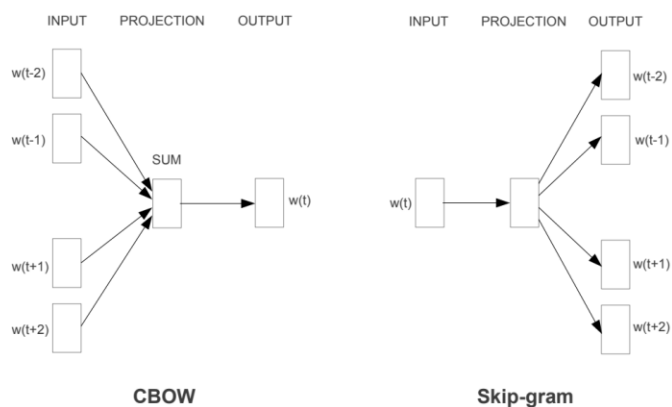 INPUT PROJECTION OUTPUT
w(t-2)
w(t-1)
SUM
w(t)
w(t+1)
w(t+2)
CBOW
INPUT PROJECTION OUTPUT
w(t-2)
w(t-1)
w(t)
w(t+1)
w(t+2)
Skip-gram